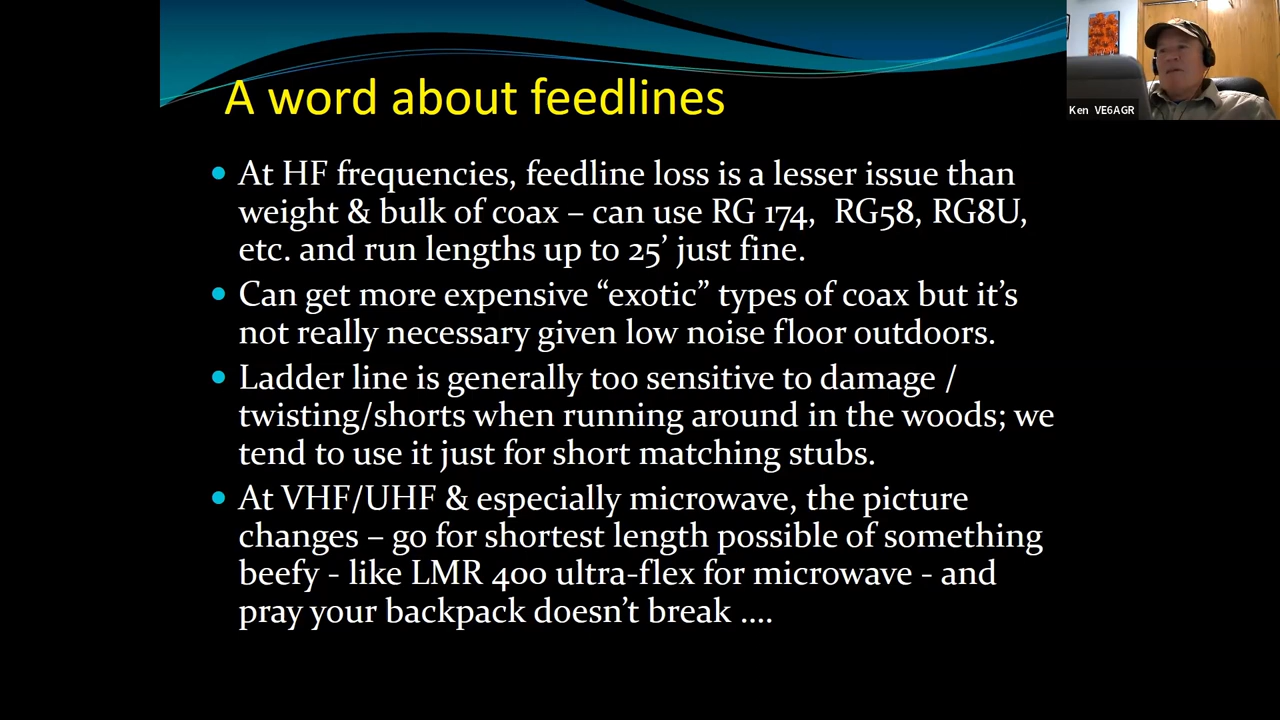 A word about feedlines
Ken VE6AGR
• At HF frequencies, feedline loss is a lesser issue than
weight & bulk of coax – can use RG 174, RG58, RG8U,
etc. and run lengths up to 25’ just fine.
• Can get more expensive “exotic” types of coax but it’s
not really necessary given low noise floor outdoors.
• Ladder line is generally too sensitive to damage /
twisting/shorts when running around in the woods; we
tend to use it just for short matching stubs.
• At VHF/UHF & especially microwave, the picture
changes – go for shortest length possible of something
beefy - like LMR 400 ultra-flex for microwave - and
pray your backpack doesn’t break ....